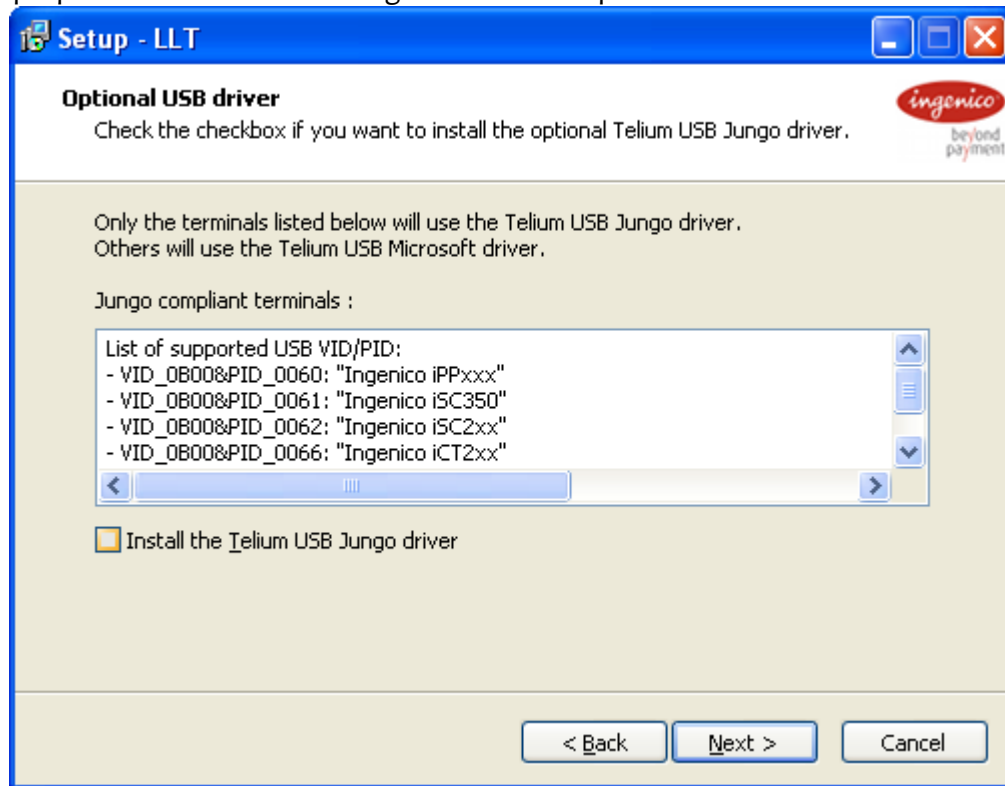 Setup - LLT
Optional USB driver
Check the checkbox if you want to install the optional Telium USB Jungo driver.
ingenico
beyond
payment
Only the terminals listed below will use the Telium USB Jungo driver.
Others will use the Telium USB Microsoft driver.
Jungo compliant terminals :
List of supported USB VID/PID:
- VID_0B00&PID_0060: "Ingenico iPPxxx"
- VID_0B00&PID_0061: "Ingenico iSC350"
- VID_0B00&PID_0062: "Ingenico iSC2xx"
- VID_0B00&PID_0066: "Ingenico iCT2xx"
Install the Telium USB Jungo driver
< Back Next > Cancel